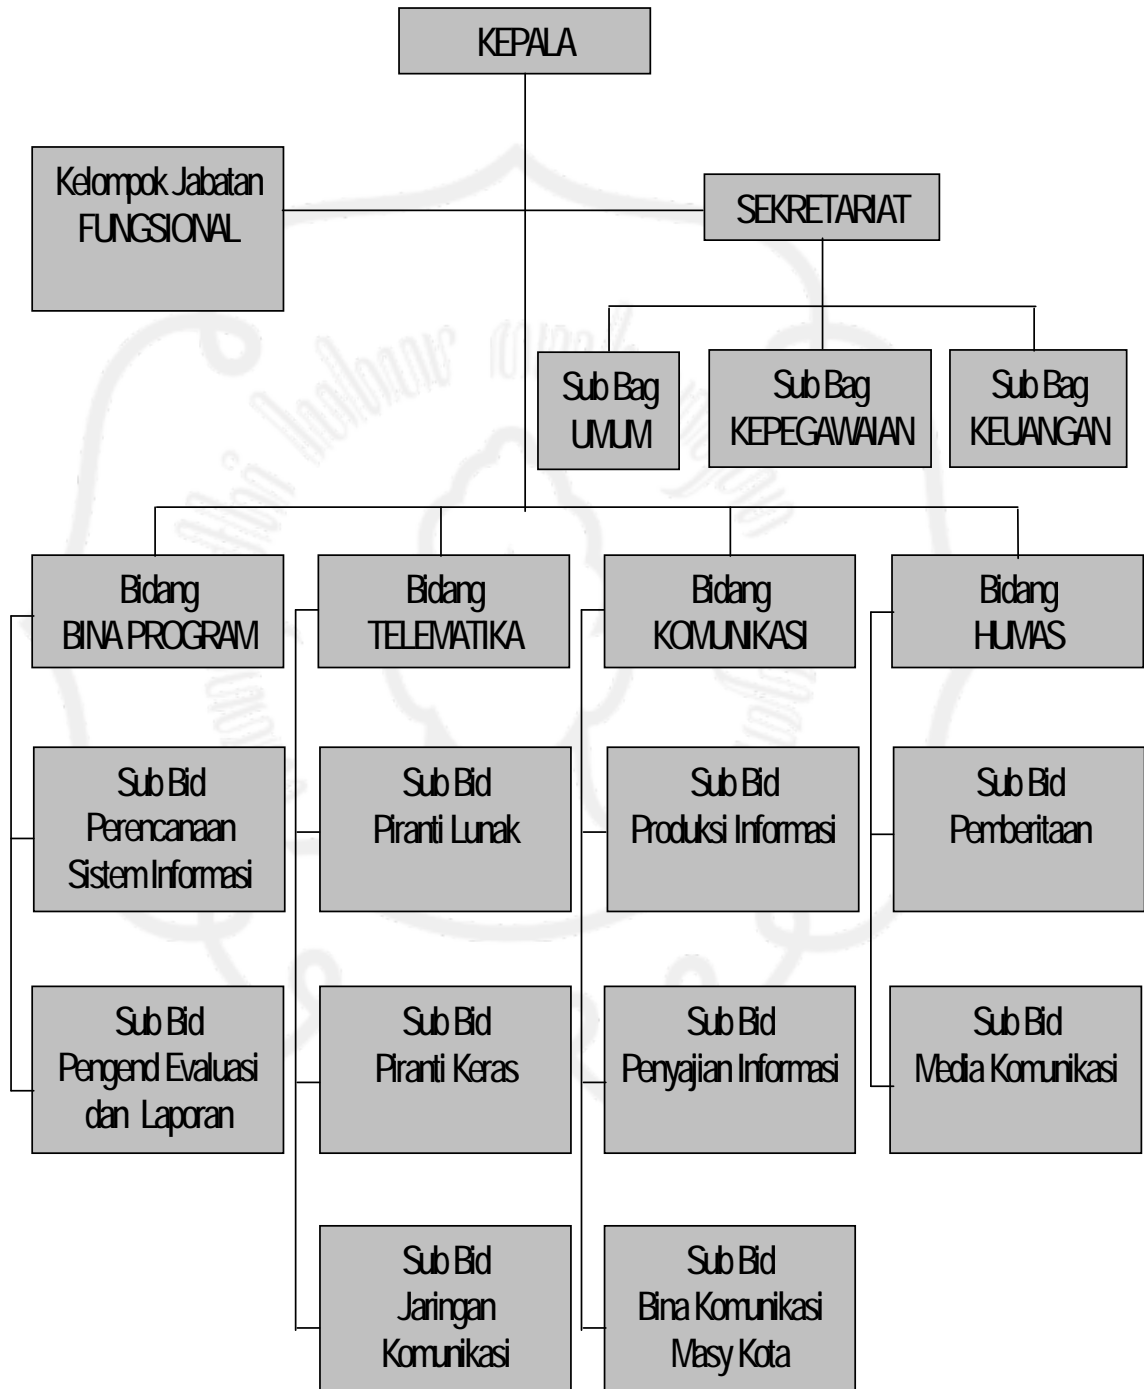 KEPALA
Kelompok Jabatan
FUNGSIONAL
SEKRETARIAT
Sub Bag
UMUM
Sub Bag
KEPEGAWAIAN
Sub Bag
KEUANGAN
Bidang
BINA PROGRAM
Bidang
TELEMATIKA
Bidang
KOMUNIKASI
Bidang
HUMAS
Sub Bid
Perencanaan
Sistem Informasi
Sub Bid
Piranti Lunak
Sub Bid
Produksi Informasi
Sub Bid
Pemberitaan
Sub Bid
Pengend Evaluasi
dan Laporan
Sub Bid
Piranti Keras
Sub Bid
Penyajian Informasi
Sub Bid
Media Komunikasi
Sub Bid
Jaringan
Komunikasi
Sub Bid
Bina Komunikasi
Masy Kota